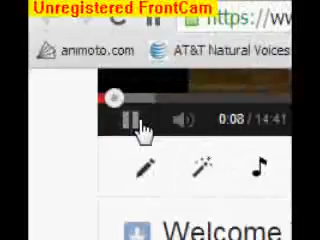 Unregistered FrontCam
https://ww
animoto.com AT&T Natural Voices
0:08 / 14:41
Welcome